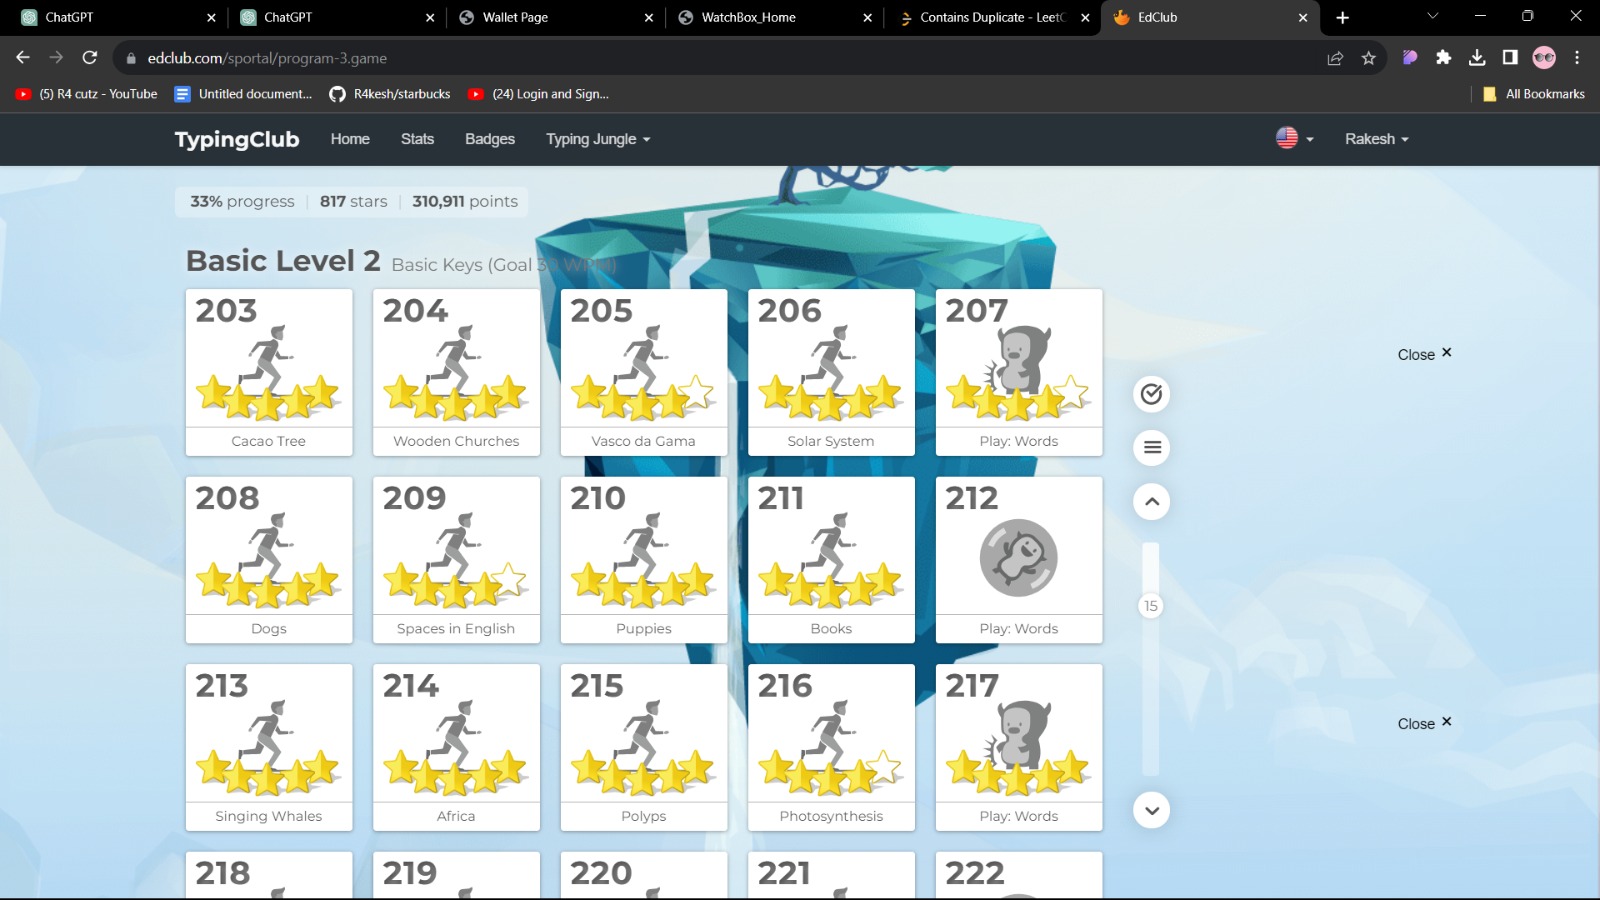 ChatGPT
ChatGPT
Wallet Page
WatchBox_Home
Contains Duplicate - Leet
EdClub
edclub.com/sportal/program-3.game
(5) R4 cutz - YouTube
Untitled document...
R4kesh/starbucks
(24) Login and Sign...
All Bookmarks
TypingClub
Home
Stats
Badges
Typing Jungle
Rakesh
33% progress
817 stars
310,911 points
Basic Level 2 Basic Keys (Goal WPM)
203
204
205
206
207
Cacao Tree
Wooden Churches
Vasco da Gama
Solar System
Play: Words
Close
208
209
210
211
212
Dogs
Spaces in English
Puppies
Books
Play: Words
15
213
214
215
216
217
Singing Whales
Africa
Polyps
Photosynthesis
Play: Words
Close
218
219
220
221
222